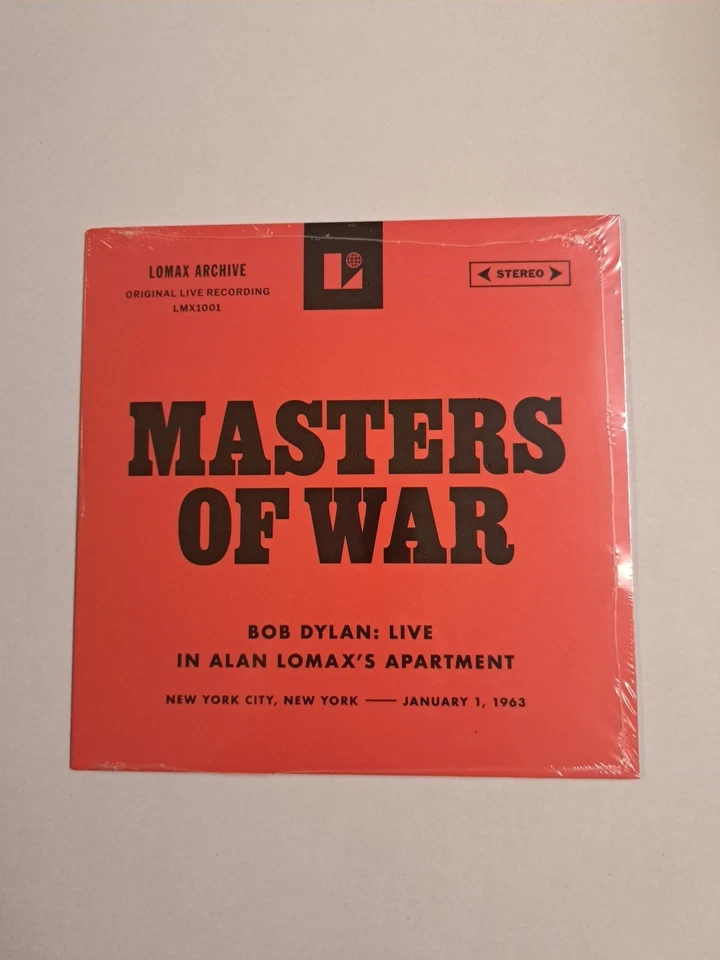 LOMAX ARCHIVE
ORIGINAL LIVE RECORDING
LMX1001
L
STEREO
MASTERS
OF WAR
BOB DYLAN: LIVE
IN ALAN LOMAX'S APARTMENT
NEW YORK CITY, NEW YORK — JANUARY 1, 1963